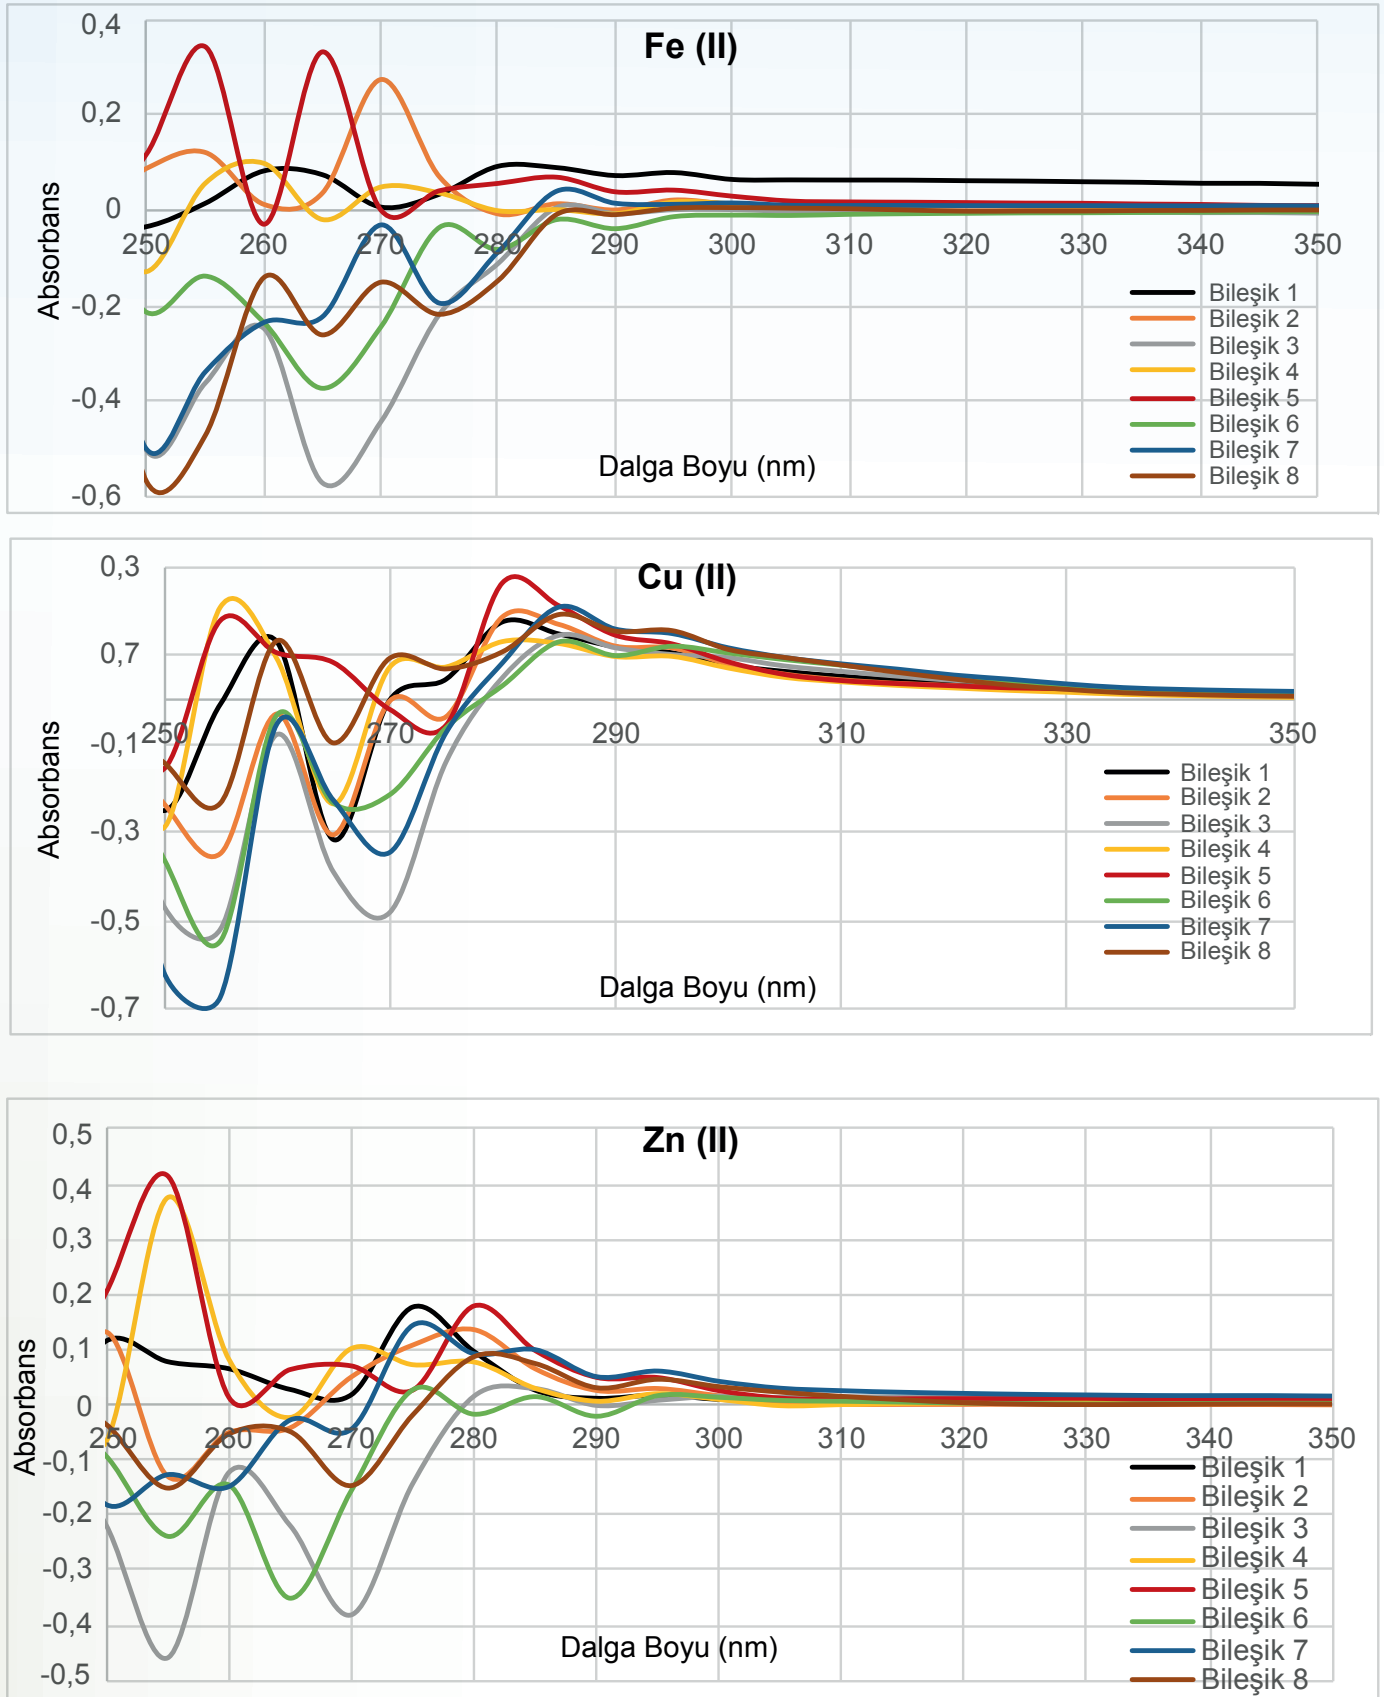 Fe (II)
0,4
0,2
0
-0,2
-0,4
-0,6
Absorbans
250 260 270 280 290 300 310 320 330 340 350
Bileşik 1
Bileşik 2
Bileşik 3
Bileşik 4
Bileşik 5
Bileşik 6
Bileşik 7
Bileşik 8
Dalga Boyu (nm)
Cu (II)
0,3
0,7
-0,1
-0,3
-0,5
-0,7
Absorbans
250 270 290 310 330 350
Bileşik 1
Bileşik 2
Bileşik 3
Bileşik 4
Bileşik 5
Bileşik 6
Bileşik 7
Bileşik 8
Dalga Boyu (nm)
Zn (II)
0,5
0,4
0,3
0,2
0,1
0
-0,1
-0,2
-0,3
-0,4
-0,5
Absorbans
250 260 270 280 290 300 310 320 330 340 350
Bileşik 1
Bileşik 2
Bileşik 3
Bileşik 4
Bileşik 5
Bileşik 6
Bileşik 7
Bileşik 8
Dalga Boyu (nm)